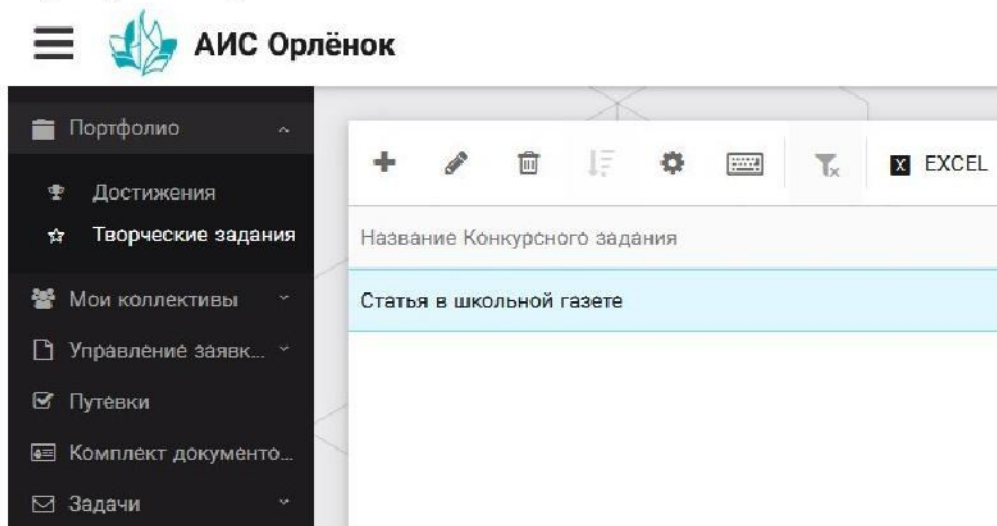 АИС Орлёнок
Портфолио
Достижения
Творческие задания
Мои коллективы
Управление заявк...
Путёвки
Комплект документо...
Задачи
EXCEL
Название Конкурсного задания
Статья в школьной газете